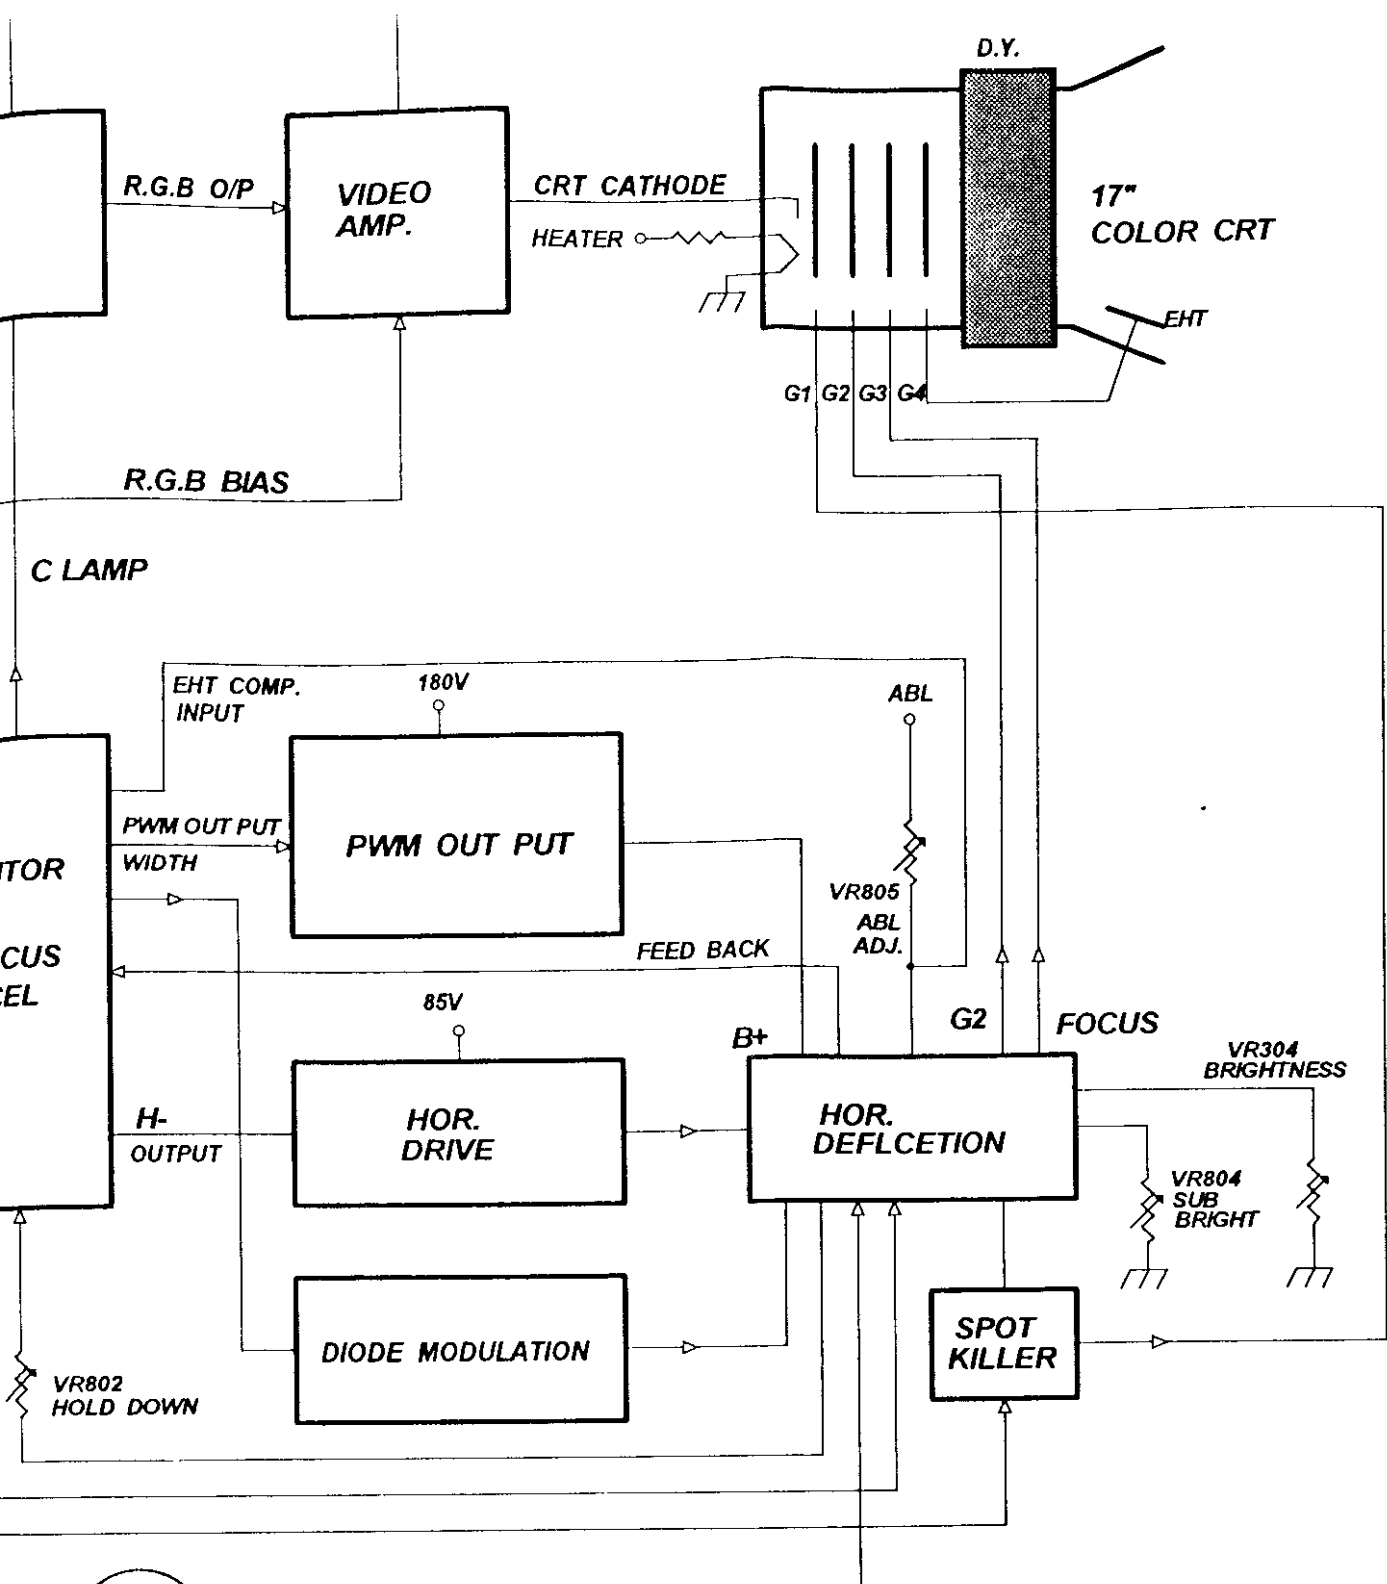 D.Y.
R.G.B O/P
VIDEO
AMP.
CRT CATHODE
HEATER
17"
COLOR CRT
EHT
G1 G2 G3 G4
R.G.B BIAS
C LAMP
EHT COMP.
INPUT
180V
ABL
PWM OUT PUT
WIDTH
PWM OUT PUT
VR805
ABL
ADJ.
CUS
CEL
FEED BACK
85V
B+
G2
FOCUS
VR304
BRIGHTNESS
H-
OUTPUT
HOR.
DRIVE
HOR.
DEFLCETION
VR804
SUB
BRIGHT
DIODE MODULATION
SPOT
KILLER
VR802
HOLD DOWN